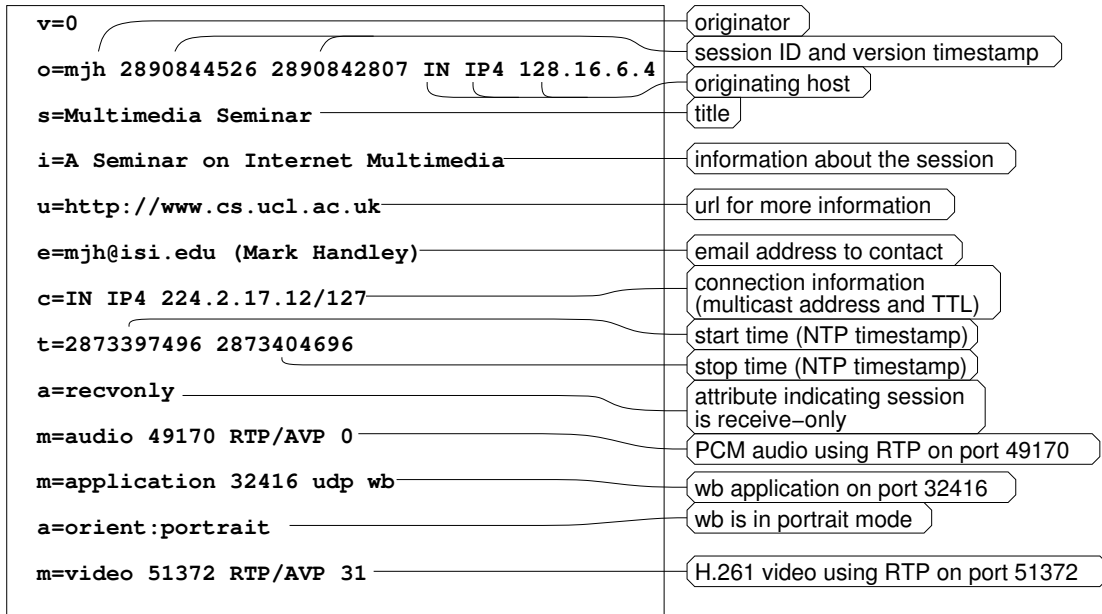 v=0
originator
session ID and version timestamp
o=mjh 2890844526 2890842807 IN IP4 128.16.6.4
originating host
s=Multimedia Seminar
title
i=A Seminar on Internet Multimedia
information about the session
u=http://www.cs.ucl.ac.uk
url for more information
e=mjh@isi.edu (Mark Handley)
email address to contact
c=IN IP4 224.2.17.12/127
connection information
(multicast address and TTL)
t=2873397496 2873404696
start time (NTP timestamp)
stop time (NTP timestamp)
a=recvonly
attribute indicating session
is receive−only
m=audio 49170 RTP/AVP 0
PCM audio using RTP on port 49170
m=application 32416 udp wb
wb application on port 32416
a=orient:portrait
wb is in portrait mode
m=video 51372 RTP/AVP 31
H.261 video using RTP on port 51372